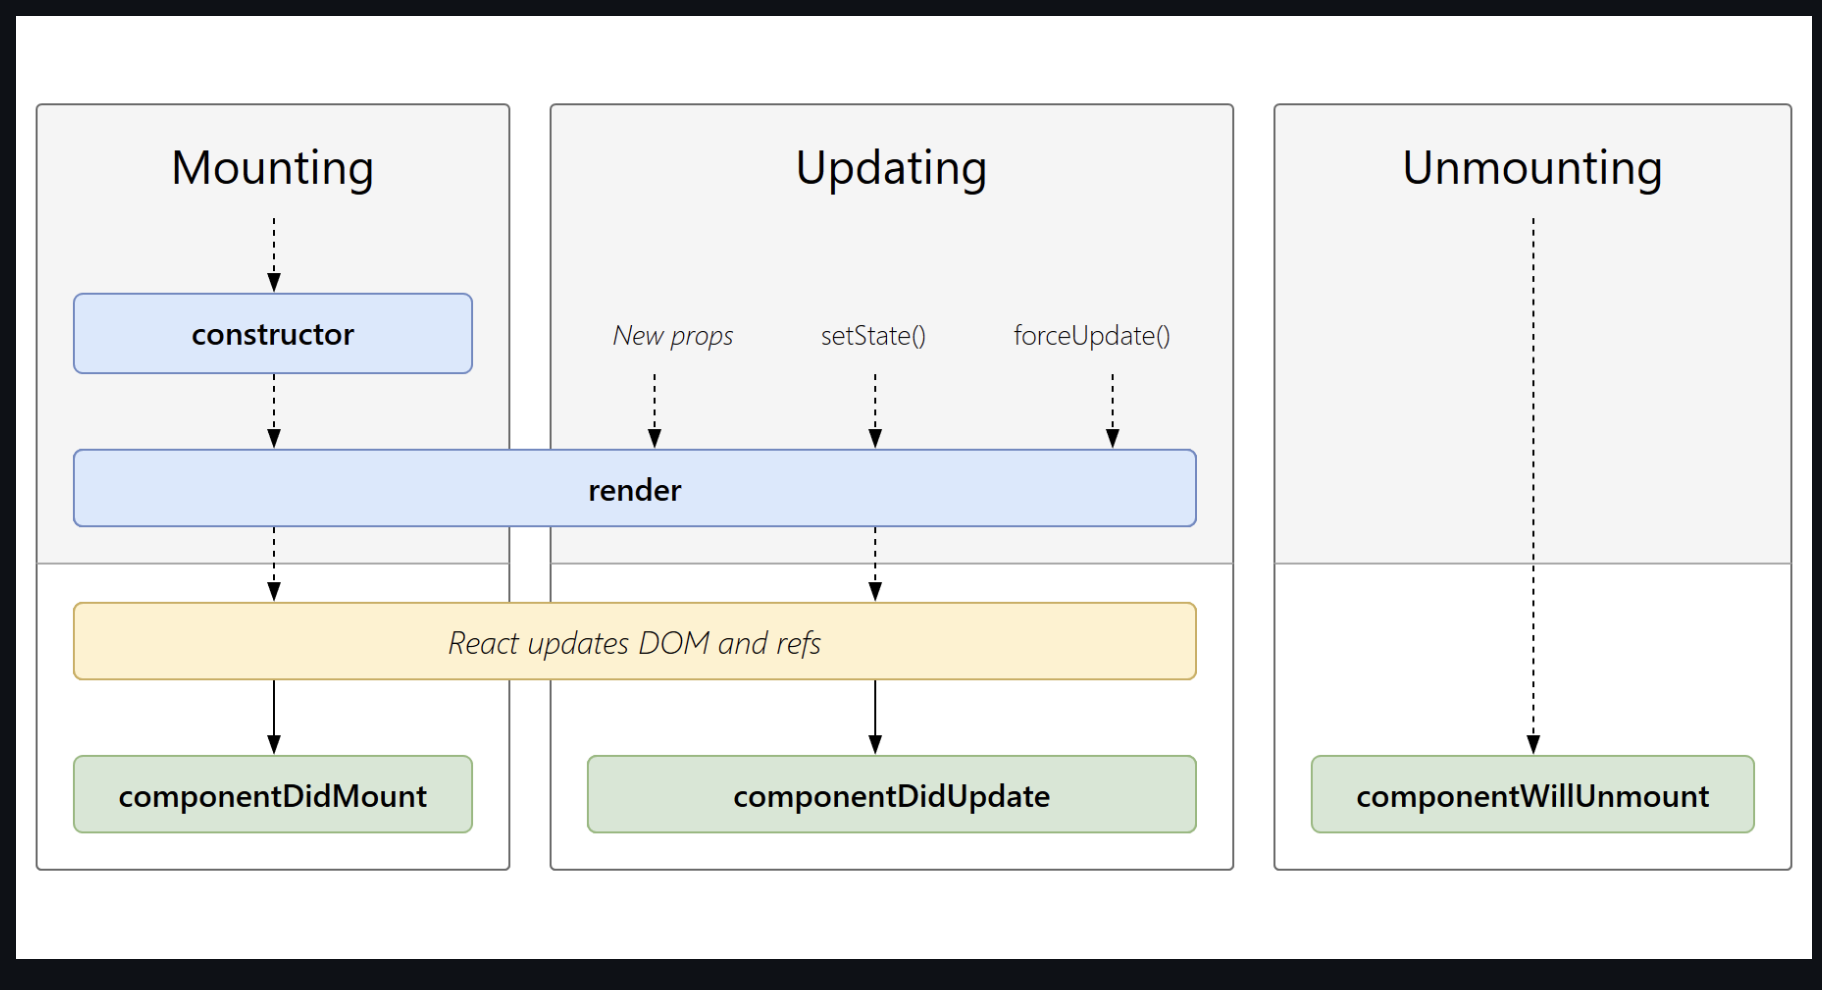 Mounting
Updating
Unmounting
constructor
New props
setState()
forceUpdate()
render
React updates DOM and refs
componentDidMount
componentDidUpdate
componentWillUnmount